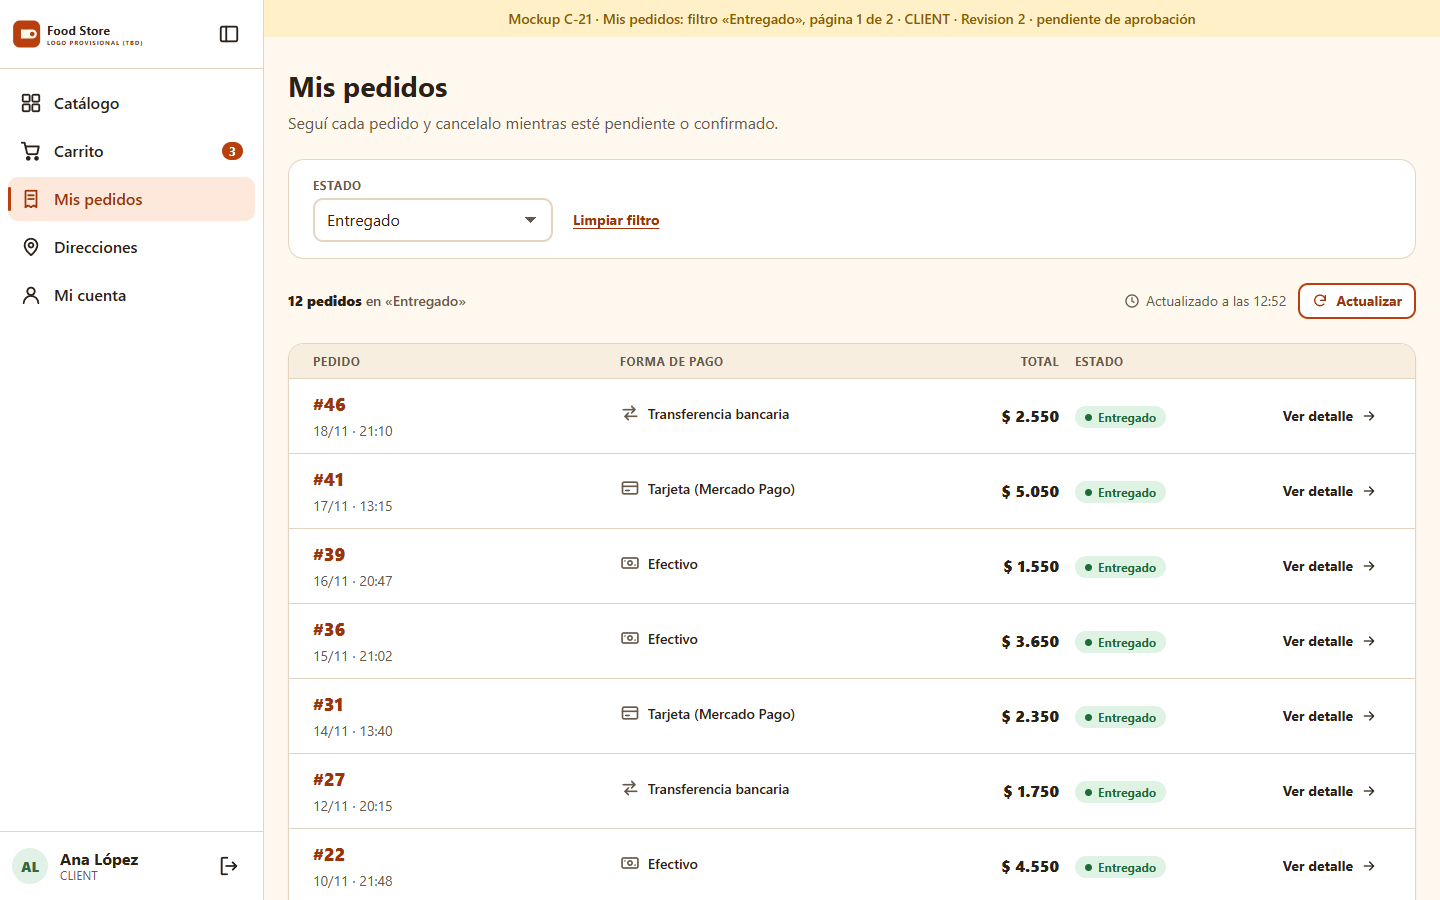 Food Store
LOGO PROVISIONAL (TBD)
Catálogo
Carrito
3
Mis pedidos
Direcciones
Mi cuenta
AL
Ana López
CLIENT
Mockup C-21 · Mis pedidos: filtro «Entregado», página 1 de 2 · CLIENT · Revision 2 · pendiente de aprobación
Mis pedidos
Seguí cada pedido y cancelalo mientras esté pendiente o confirmado.
ESTADO
Entregado
Limpiar filtro
12 pedidos en «Entregado»
Actualizado a las 12:52
Actualizar
PEDIDO FORMA DE PAGO TOTAL ESTADO
#46
18/11 · 21:10
Transferencia bancaria
$ 2.550
Entregado
Ver detalle
#41
17/11 · 13:15
Tarjeta (Mercado Pago)
$ 5.050
Entregado
Ver detalle
#39
16/11 · 20:47
Efectivo
$ 1.550
Entregado
Ver detalle
#36
15/11 · 21:02
Efectivo
$ 3.650
Entregado
Ver detalle
#31
14/11 · 13:40
Tarjeta (Mercado Pago)
$ 2.350
Entregado
Ver detalle
#27
12/11 · 20:15
Transferencia bancaria
$ 1.750
Entregado
Ver detalle
#22
10/11 · 21:48
Efectivo
$ 4.550
Entregado
Ver detalle